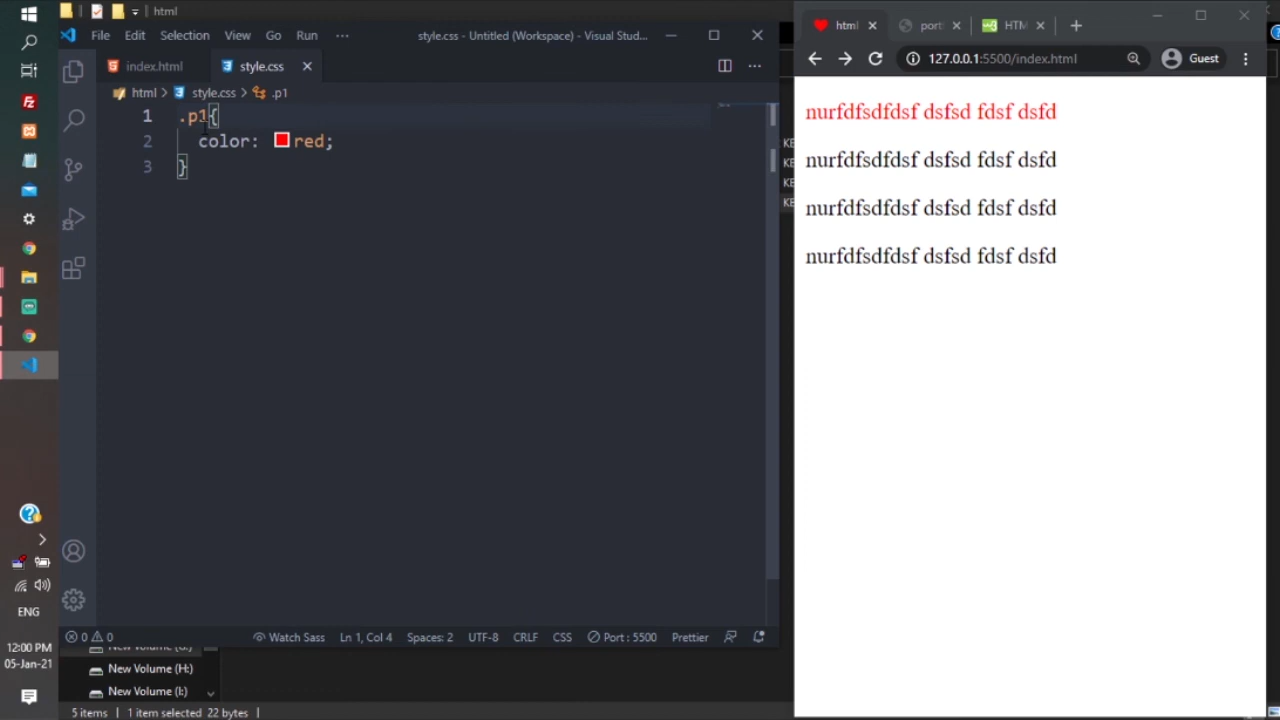 html
File Edit Selection View Go Run ···
style.css - Untitled (Workspace) - Visual Stud...
index.html
style.css
html > style.css > .p1
1 .p1{
2 color: red;
3 }
0 0
Watch Sass
Ln 1, Col 4
Spaces: 2
UTF-8
CRLF
CSS
Port : 5500
Prettier
ENG
12:00 PM
05-Jan-21
New Volume (H:)
New Volume (I:)
5 items | 1 item selected 22 bytes |
html
port
HTM
127.0.0.1:5500/index.html
Guest
nurfdfsdfdsf dsfsd fdsf dsfd
nurfdfsdfdsf dsfsd fdsf dsfd
nurfdfsdfdsf dsfsd fdsf dsfd
nurfdfsdfdsf dsfsd fdsf dsfd